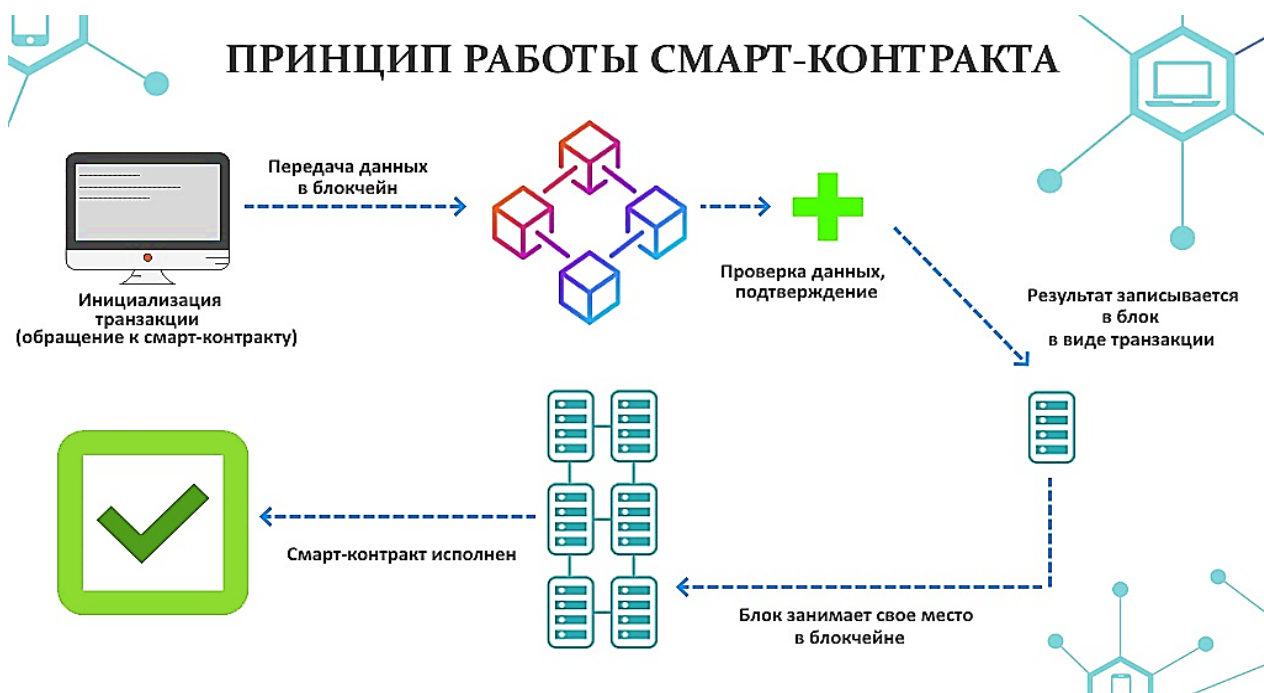 ПРИНЦИП РАБОТЫ СМАРТ-КОНТРАКТА
Передача данных
в блокчейн
Инициализация
транзакции
(обращение к смарт-контракту)
Проверка данных,
подтверждение
Результат записывается
в блок
в виде транзакции
Смарт-контракт исполнен
Блок занимает свое место
в блокчейне